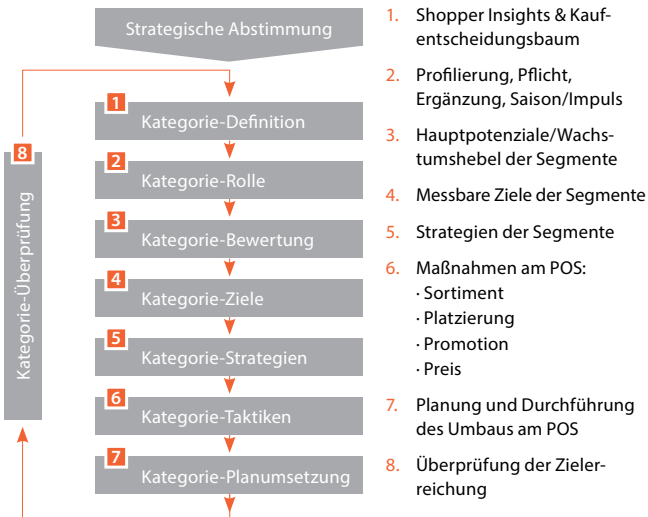 Strategische Abstimmung
1
Kategorie-Definition
2
Kategorie-Rolle
3
Kategorie-Bewertung
4
Kategorie-Ziele
5
Kategorie-Strategien
6
Kategorie-Taktiken
7
Kategorie-Planumsetzung
8
Kategorie-Überprüfung
1. Shopper Insights & Kauf-
entscheidungsbaum
2. Profilierung, Pflicht,
Ergänzung, Saison/Impuls
3. Hauptpotenziale/Wachs-
tumshebel der Segmente
4. Messbare Ziele der Segmente
5. Strategien der Segmente
6. Maßnahmen am POS:
· Sortiment
· Platzierung
· Promotion
· Preis
7. Planung und Durchführung
des Umbaus am POS
8. Überprüfung der Zieler-
reichung